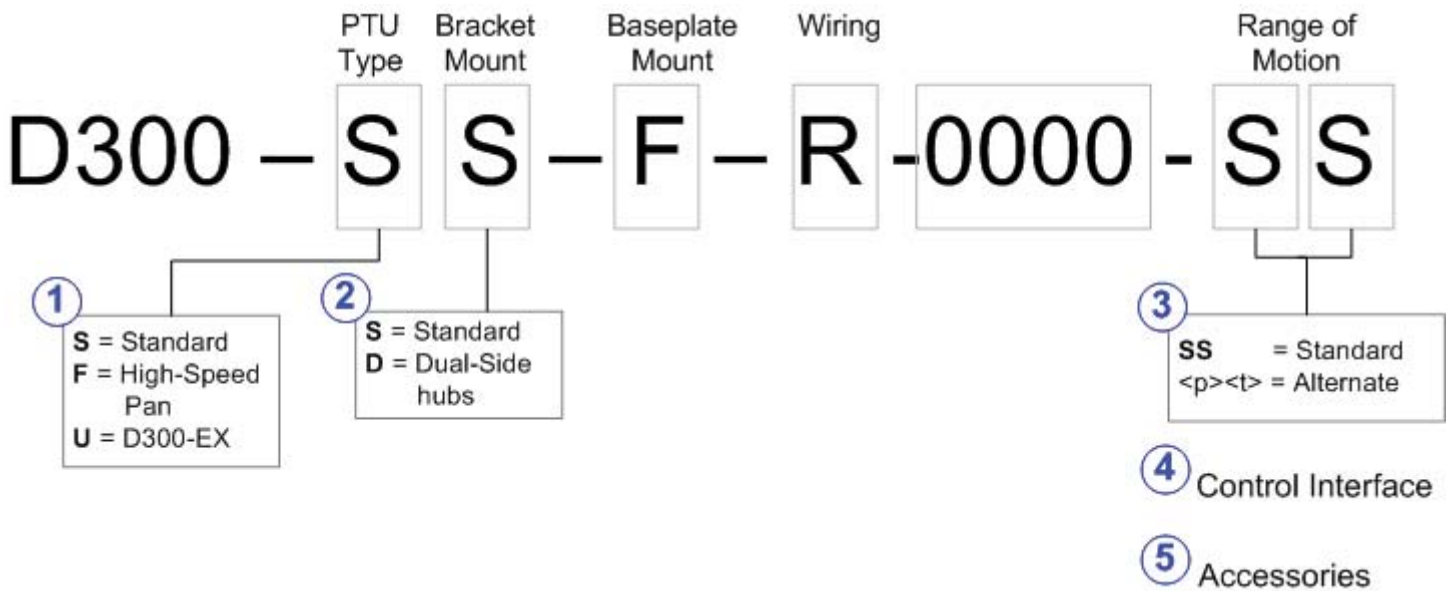 PTU
Type
Bracket
Mount
Baseplate
Mount
Wiring
Range of
Motion
D300 – S S – F – R -0000 - S S
1
S = Standard
F = High-Speed
Pan
U = D300-EX
2
S = Standard
D = Dual-Side
hubs
3
SS = Standard
<p><t> = Alternate
4 Control Interface
5 Accessories